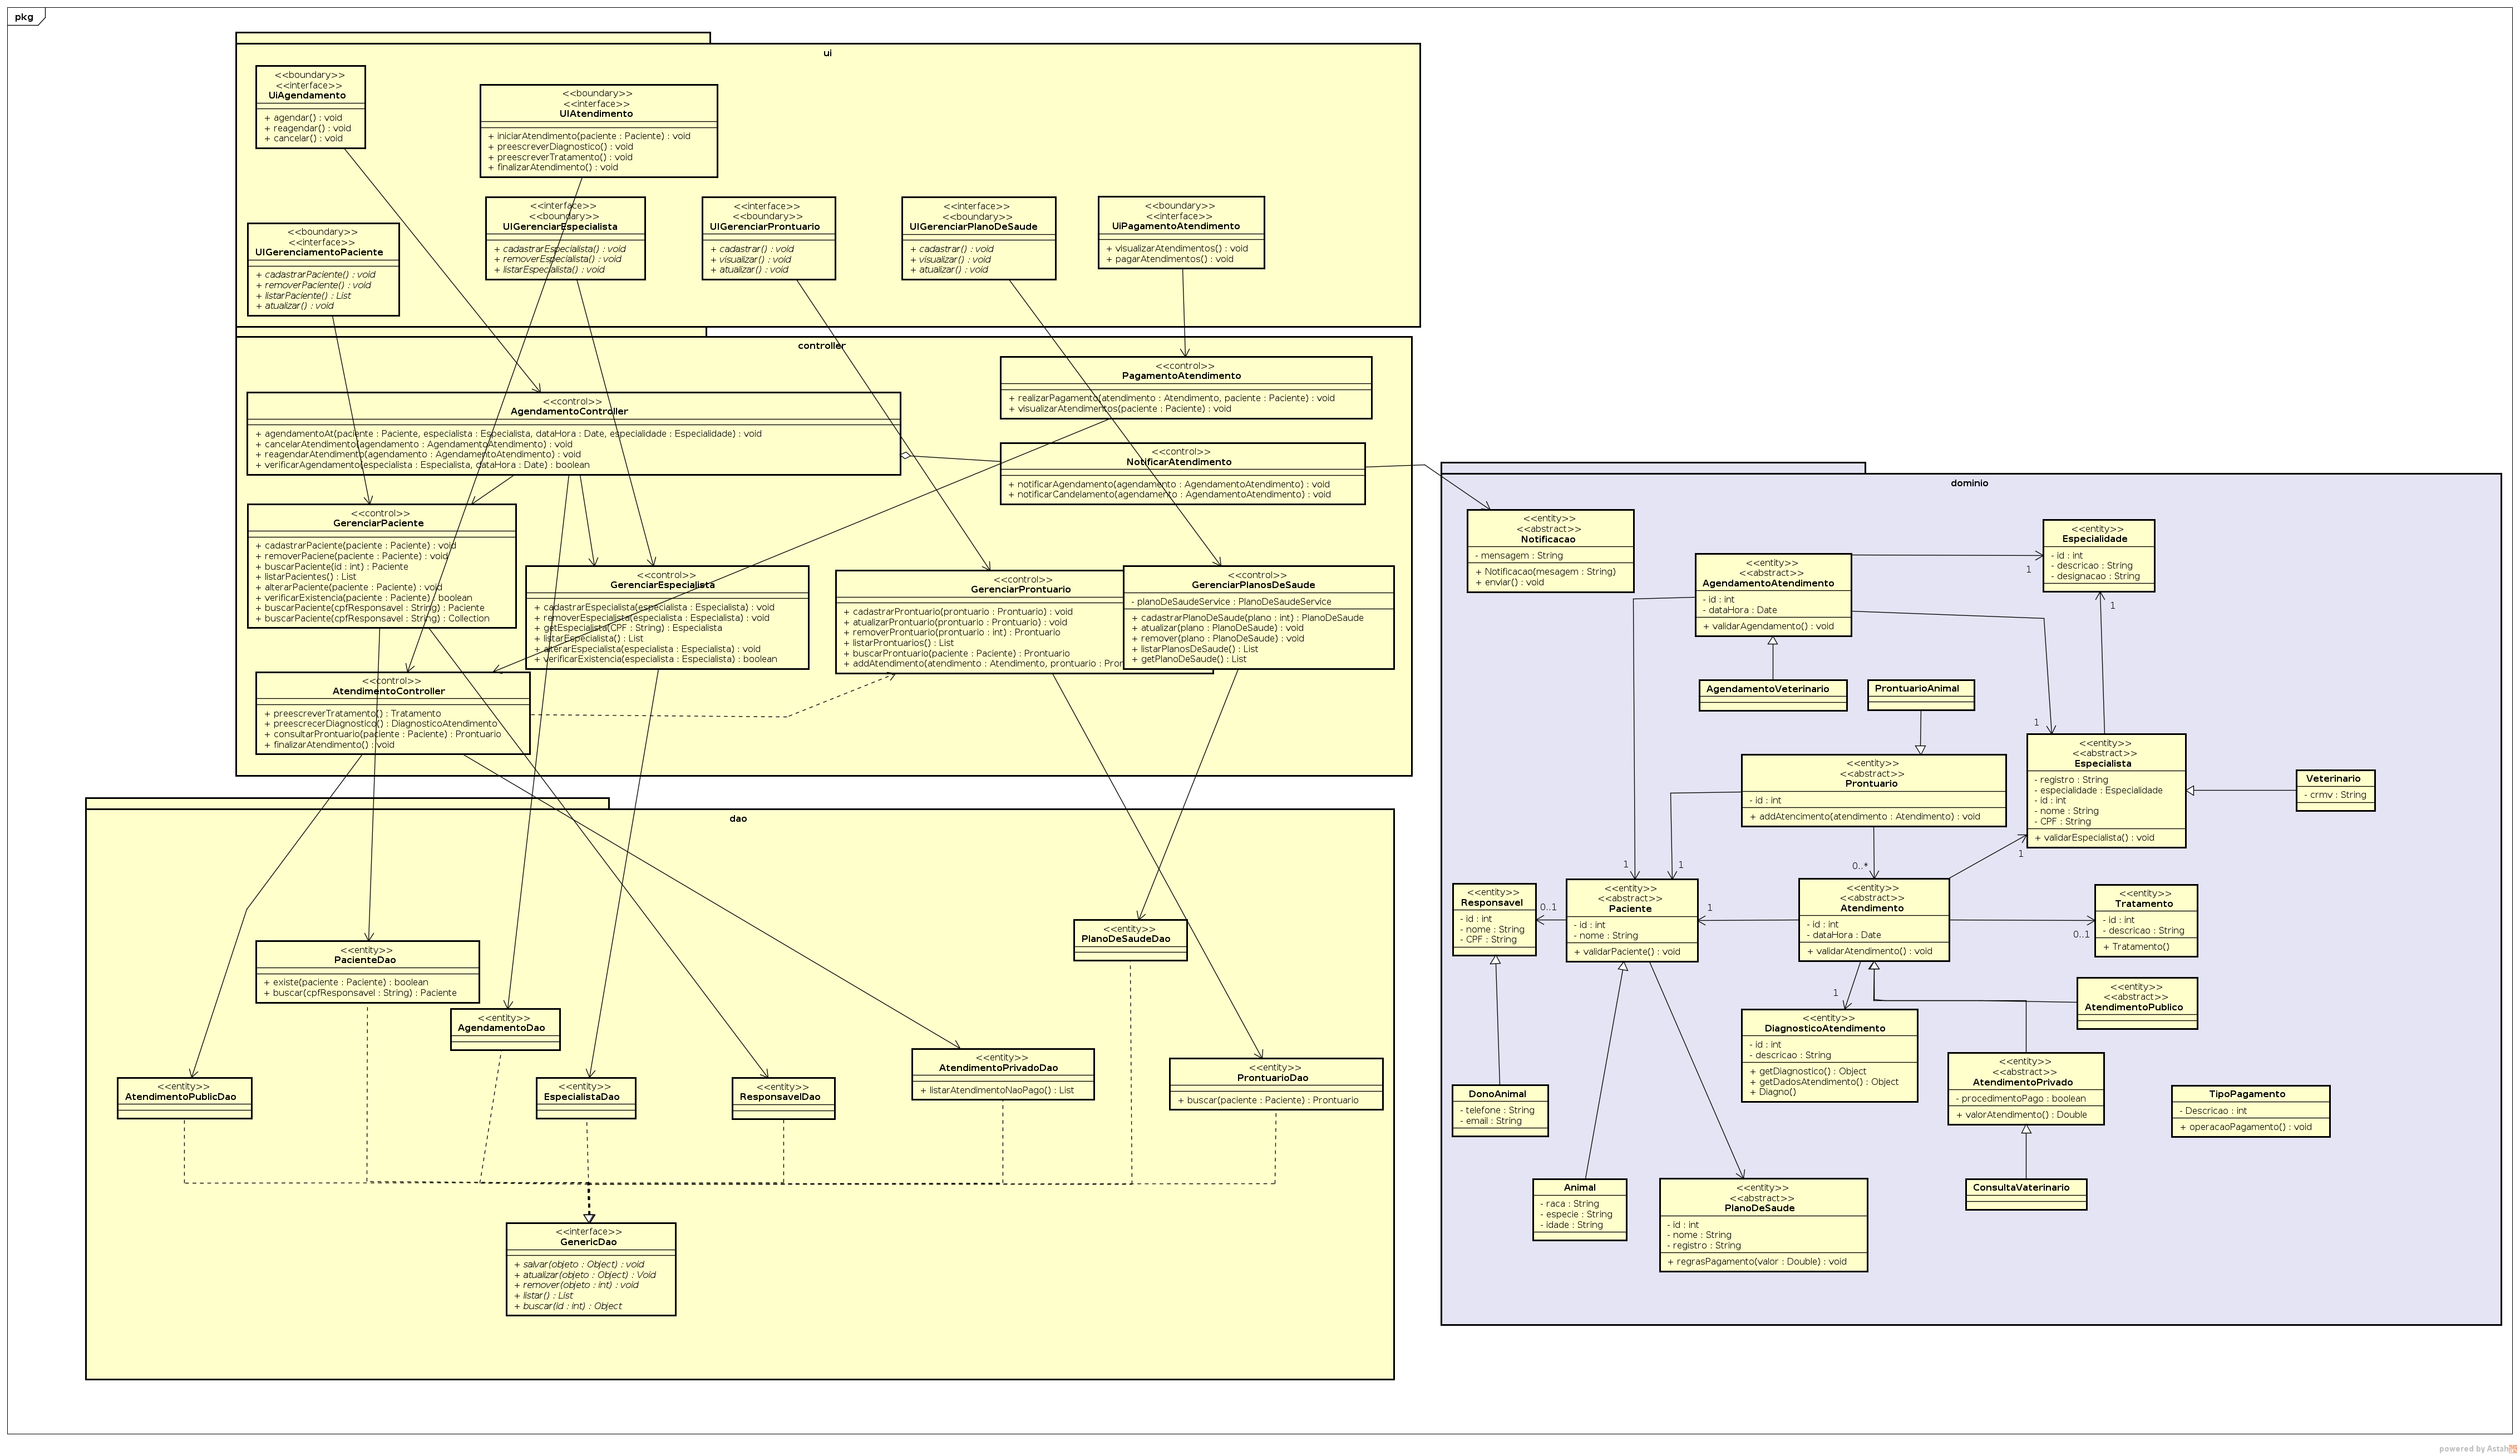 pkg
ui
<<boundary>>
<<interface>>
UiAgendamento
+ agendar() : void
+ reagendar() : void
+ cancelar() : void
<<boundary>>
<<interface>>
UIAtendimento
+ iniciarAtendimento(paciente : Paciente) : void
+ preescreverDiagnostico() : void
+ preescreverTratamento() : void
+ finalizarAtendimento() : void
<<boundary>>
<<interface>>
UIGerenciamentoPaciente
+ cadastrarPaciente() : void
+ removerPaciente() : void
+ listarPaciente() : List
+ atualizar() : void
<<interface>>
<<boundary>>
UIGerenciarEspecialista
+ cadastrarEspecialista() : void
+ removerEspecialista() : void
+ listarEspecialista() : void
<<interface>>
<<boundary>>
UIGerenciarProntuario
+ cadastrar() : void
+ visualizar() : void
+ atualizar() : void
<<interface>>
<<boundary>>
UIGerenciarPlanoDeSaude
+ cadastrar() : void
+ visualizar() : void
+ atualizar() : void
<<boundary>>
<<interface>>
UiPagamentoAtendimento
+ visualizarAtendimentos() : void
+ pagarAtendimentos() : void
controller
<<control>>
PagamentoAtendimento
+ realizarPagamento(atendimento : Atendimento, paciente : Paciente) : void
+ visualizarAtendimentos(paciente : Paciente) : void
<<control>>
AgendamentoController
+ agendamentoAt(paciente : Paciente, especialista : Especialista, dataHora : Date, especialidade : Especialidade) : void
+ cancelarAtendimento(agendamento : AgendamentoAtendimento) : void
+ reagendarAtendimento(agendamento : AgendamentoAtendimento) : void
+ verificarAgendamento(especialista : Especialista, dataHora : Date) : boolean
<<control>>
NotificarAtendimento
+ notificarAgendamento(agendamento : AgendamentoAtendimento) : void
+ notificarCandelamento(agendamento : AgendamentoAtendimento) : void
<<control>>
GerenciarPaciente
+ cadastrarPaciente(paciente : Paciente) : void
+ removerPaciene(paciente : Paciente) : void
+ buscarPaciente(id : int) : Paciente
+ listarPacientes() : List
+ alterarPaciente(paciente : Paciente) : void
+ verificarExistencia(paciente : Paciente) : boolean
+ buscarPaciente(cpfResponsavel : String) : Paciente
+ buscarPaciente(cpfResponsavel : String) : Collection
<<control>>
GerenciarEspecialista
+ cadastrarEspecialista(especialista : Especialista) : void
+ removerEspecialista(especialista : Especialista) : void
+ getEspecialista(CPF : String) : Especialista
+ listarEspecialista() : List
+ alterarEspecialista(especialista : Especialista) : void
+ verificarExistencia(especialista : Especialista) : boolean
<<control>>
GerenciarProntuario
+ cadastrarProntuario(prontuario : Prontuario) : void
+ atualizarProntuario(prontuario : Prontuario) : void
+ removerProntuario(prontuario : int) : Prontuario
+ listarProntuarios() : List
+ buscarProntuario(paciente : Paciente) : Prontuario
+ addAtendimento(atendimento : Atendimento, prontuario : Pron
<<control>>
GerenciarPlanosDeSaude
- planoDeSaudeService : PlanoDeSaudeService
+ cadastrarPlanoDeSaude(plano : int) : PlanoDeSaude
+ atualizar(plano : PlanoDeSaude) : void
+ remover(plano : PlanoDeSaude) : void
+ listarPlanosDeSaude() : List
+ getPlanoDeSaude() : List
<<control>>
AtendimentoController
+ preescreverTratamento() : Tratamento
+ preescrecerDiagnostico() : DiagnosticoAtendimento
+ consultarProntuario(paciente : Paciente) : Prontuario
+ finalizarAtendimento() : void
dao
<<entity>>
PlanoDeSaudeDao
<<entity>>
PacienteDao
+ existe(paciente : Paciente) : boolean
+ buscar(cpfResponsavel : String) : Paciente
<<entity>>
AgendamentoDao
<<entity>>
AtendimentoPublicDao
<<entity>>
EspecialistaDao
<<entity>>
ResponsavelDao
<<entity>>
AtendimentoPrivadoDao
+ listarAtendimentoNaoPago() : List
<<entity>>
ProntuarioDao
+ buscar(paciente : Paciente) : Prontuario
<<interface>>
GenericDao
+ salvar(objeto : Object) : void
+ atualizar(objeto : Object) : Void
+ remover(objeto : int) : void
+ listar() : List
+ buscar(id : int) : Object
dominio
<<entity>>
<<abstract>>
Notificacao
- mensagem : String
+ Notificacao(mesagem : String)
+ enviar() : void
<<entity>>
<<abstract>>
AgendamentoAtendimento
- id : int
- dataHora : Date
+ validarAgendamento() : void
<<entity>>
Especialidade
- id : int
- descricao : String
- designacao : String
1
1
AgendamentoVeterinario
ProntuarioAnimal
1
<<entity>>
<<abstract>>
Especialista
- registro : String
- especialidade : Especialidade
- id : int
- nome : String
- CPF : String
+ validarEspecialista() : void
Veterinario
- crmv : String
<<entity>>
<<abstract>>
Prontuario
- id : int
+ addAtencimento(atendimento : Atendimento) : void
1
1
0..*
1
<<entity>>
Responsavel
- id : int
- nome : String
- CPF : String
0..1
<<entity>>
<<abstract>>
Paciente
- id : int
- nome : String
+ validarPaciente() : void
1
<<entity>>
<<abstract>>
Atendimento
- id : int
- dataHora : Date
+ validarAtendimento() : void
0..1
<<entity>>
Tratamento
- id : int
- descricao : String
+ Tratamento()
1
<<entity>>
<<abstract>>
AtendimentoPublico
<<entity>>
DiagnosticoAtendimento
- id : int
- descricao : String
+ getDiagnostico() : Object
+ getDadosAtendimento() : Object
+ Diagno()
<<entity>>
<<abstract>>
AtendimentoPrivado
- procedimentoPago : boolean
+ valorAtendimento() : Double
DonoAnimal
- telefone : String
- email : String
TipoPagamento
- Descricao : int
+ operacaoPagamento() : void
Animal
- raca : String
- especie : String
- idade : String
<<entity>>
<<abstract>>
PlanoDeSaude
- id : int
- nome : String
- registro : String
+ regrasPagamento(valor : Double) : void
ConsultaVaterinario
powered by Astah